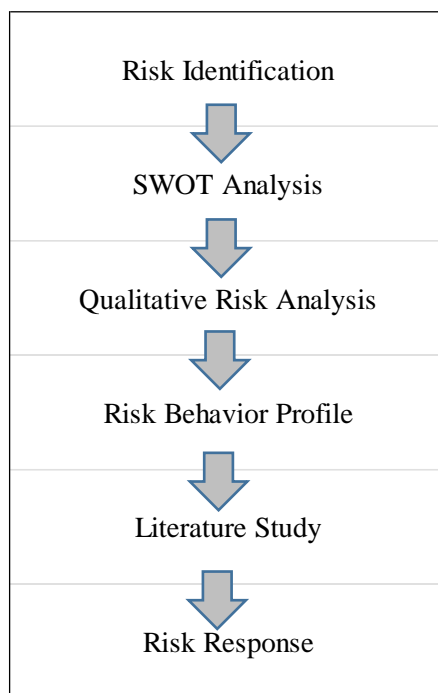 Risk Identification
SWOT Analysis
Qualitative Risk Analysis
Risk Behavior Profile
Literature Study
Risk Response